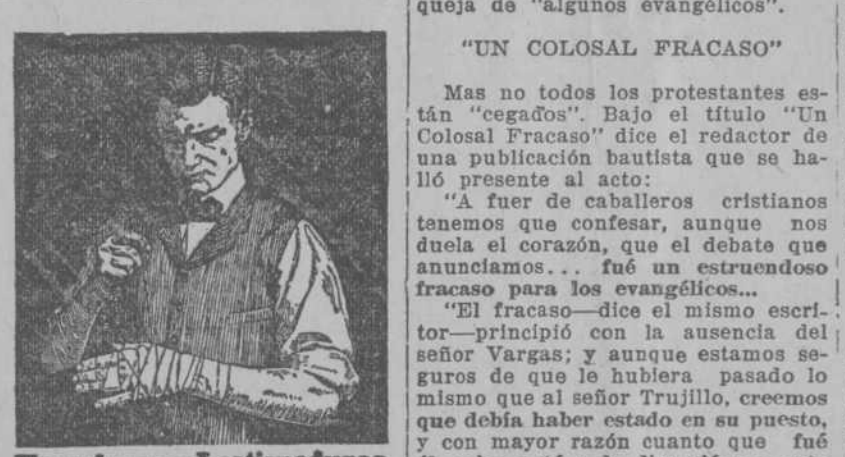 queja de "algunos evangélicos".
"UN COLOSAL FRACASO"
Mas no todos los protestantes es-
tán "cegados". Bajo el título "Un
Colosal Fracaso" dice el redactor de
una publicación bautista que se ha-
lló presente al acto:
"A fuer de caballeros cristianos
tenemos que confesar, aunque nos
duela el corazón, que el debate que
anunciamos... fué un estruendoso
fracaso para los evangélicos...
"El fracaso—dice el mismo escri-
tor—principió con la ausencia del
señor Vargas; y aunque estamos se-
guros de que le hubiera pasado lo
mismo que al señor Trujillo, creemos
que debía haber estado en su puesto,
y con mayor razón cuanto que fué